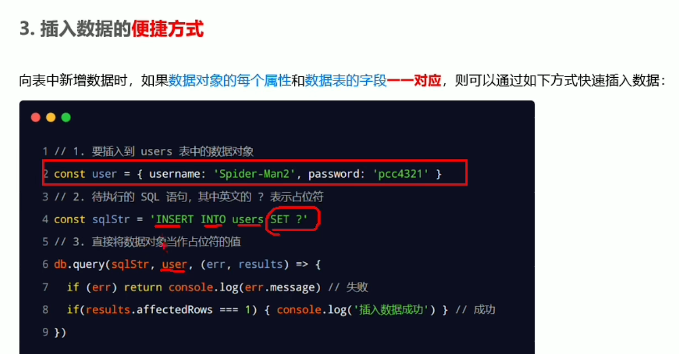 3. 插入数据的便捷方式
向表中新增数据时，如果数据对象的每个属性和数据表的字段一一对应，则可以通过如下方式快速插入数据：
1 // 1. 要插入到 users 表中的数据对象
2 const user = { username: 'Spider-Man2', password: 'pcc4321' }
3 // 2. 待执行的 SQL 语句，其中英文的 ? 表示占位符
4 const sqlStr = 'INSERT INTO users SET ?'
5 // 3. 直接将数据对象当作占位符的值
6 db.query(sqlStr, user, (err, results) => {
7 if (err) return console.log(err.message) // 失败
8 if(results.affectedRows === 1) { console.log('插入数据成功') } // 成功
9 })